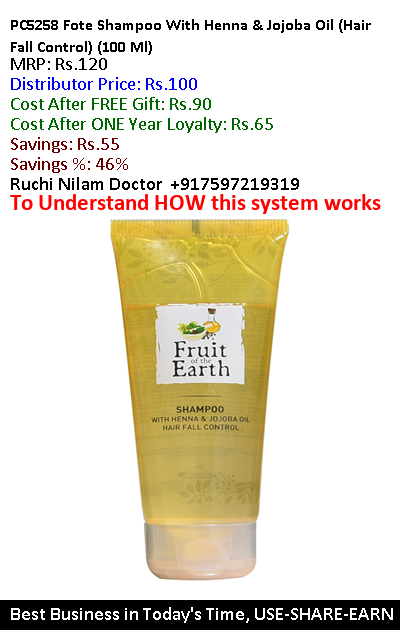 PC5258 Fote Shampoo With Henna & Jojoba Oil (Hair
Fall Control) (100 Ml)
MRP: Rs.120
Distributor Price: Rs.100
Cost After FREE Gift: Rs.90
Cost After ONE Year Loyalty: Rs.65
Savings: Rs.55
Savings %: 46%
Ruchi Nilam Doctor +917597219319
To Understand HOW this system works
Fruit
of the
Earth
SHAMPOO
WITH HENNA & JOJOBA OIL
HAIR FALL CONTROL
Best Business in Today's Time, USE-SHARE-EARN